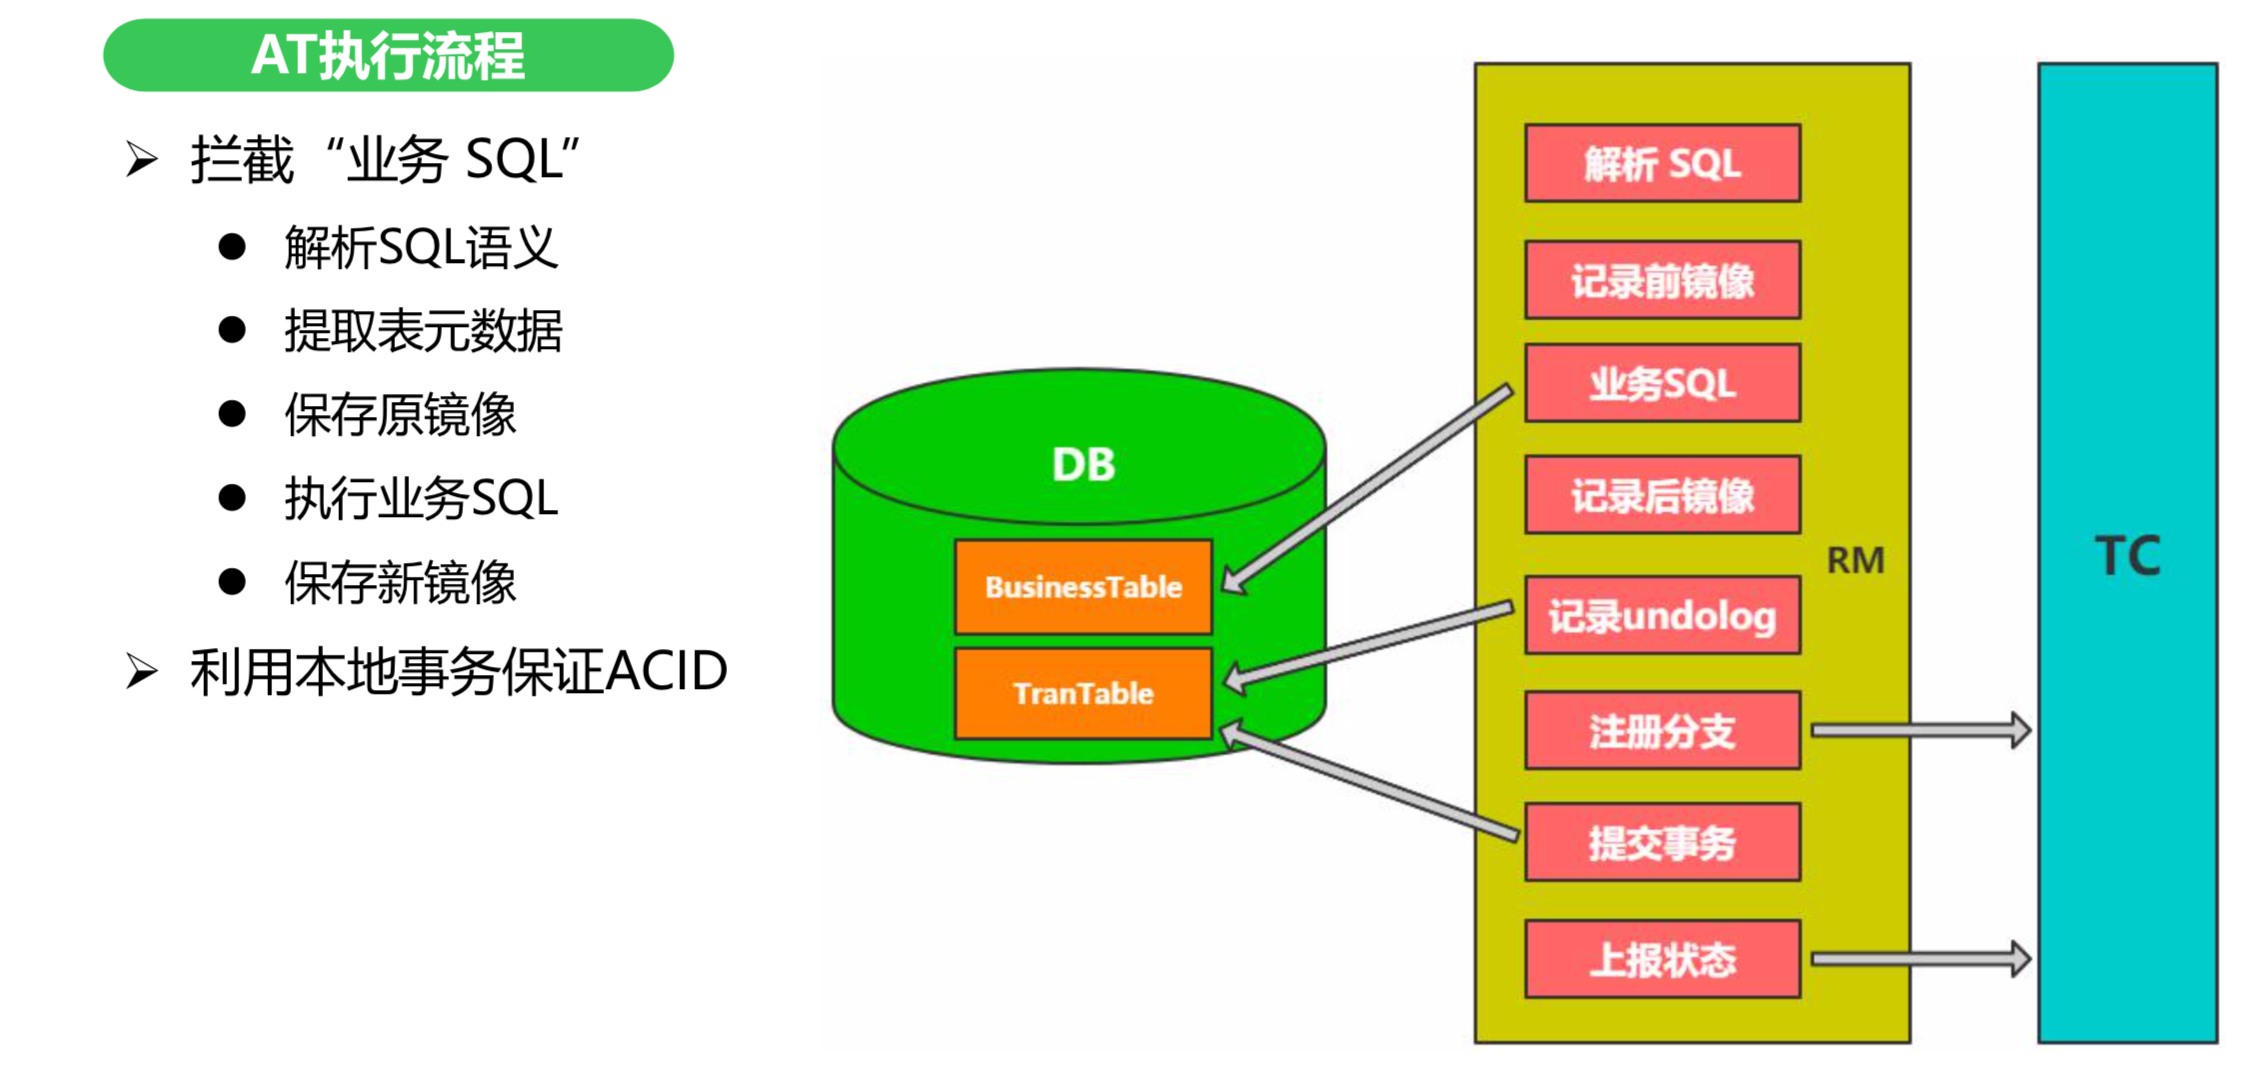 AT执行流程
拦截“业务 SQL”
解析SQL语义
提取表元数据
保存原镜像
执行业务SQL
保存新镜像
利用本地事务保证ACID
DB
BusinessTable
TranTable
解析 SQL
记录前镜像
业务SQL
记录后镜像
记录undolog
注册分支
提交事务
上报状态
RM
TC